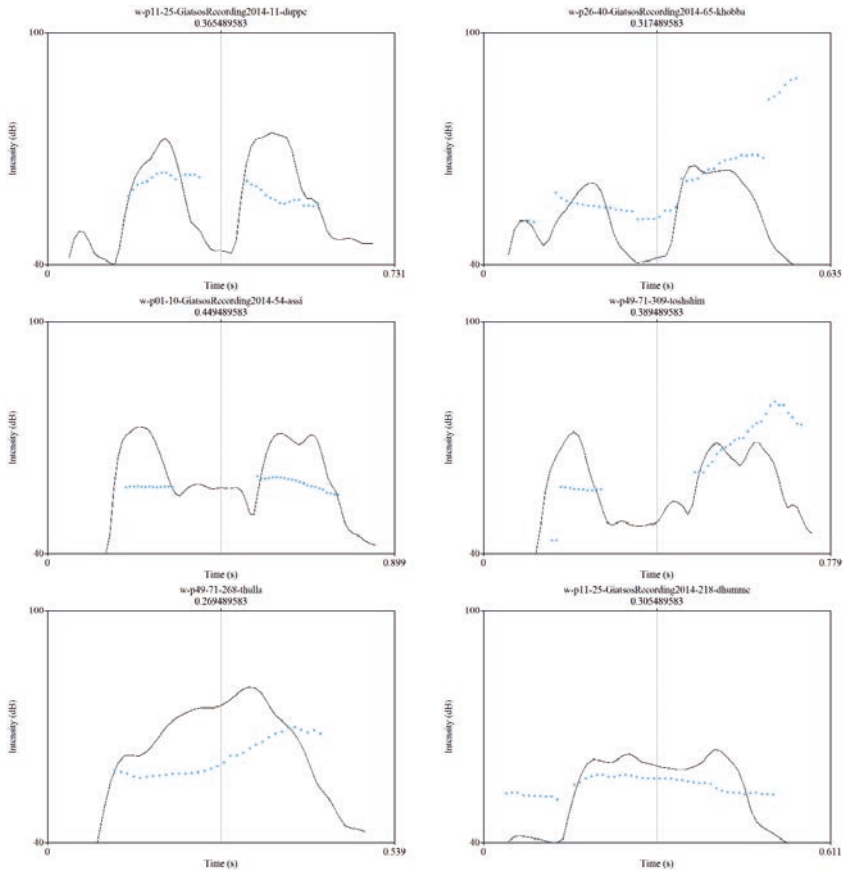 w-p11-25-GiatsosRecording2014-11-duppe
0.365489583
100
Intensity (dB)
40
0
0.731
Time (s)
w-p26-40-GiatsosRecording2014-65-khobba
0.317489583
100
Intensity (dB)
40
0
0.635
Time (s)
w-p01-10-GiatsosRecording2014-54-assi
0.449489583
100
Intensity (dB)
40
0
0.899
Time (s)
w-p49-71-309-toshshim
0.389489583
100
Intensity (dB)
40
0
0.779
Time (s)
w-p49-71-268-thulla
0.269489583
100
Intensity (dB)
40
0
0.539
Time (s)
w-p11-25-GiatsosRecording2014-218-dhumme
0.305489583
100
Intensity (dB)
40
0
0.611
Time (s)